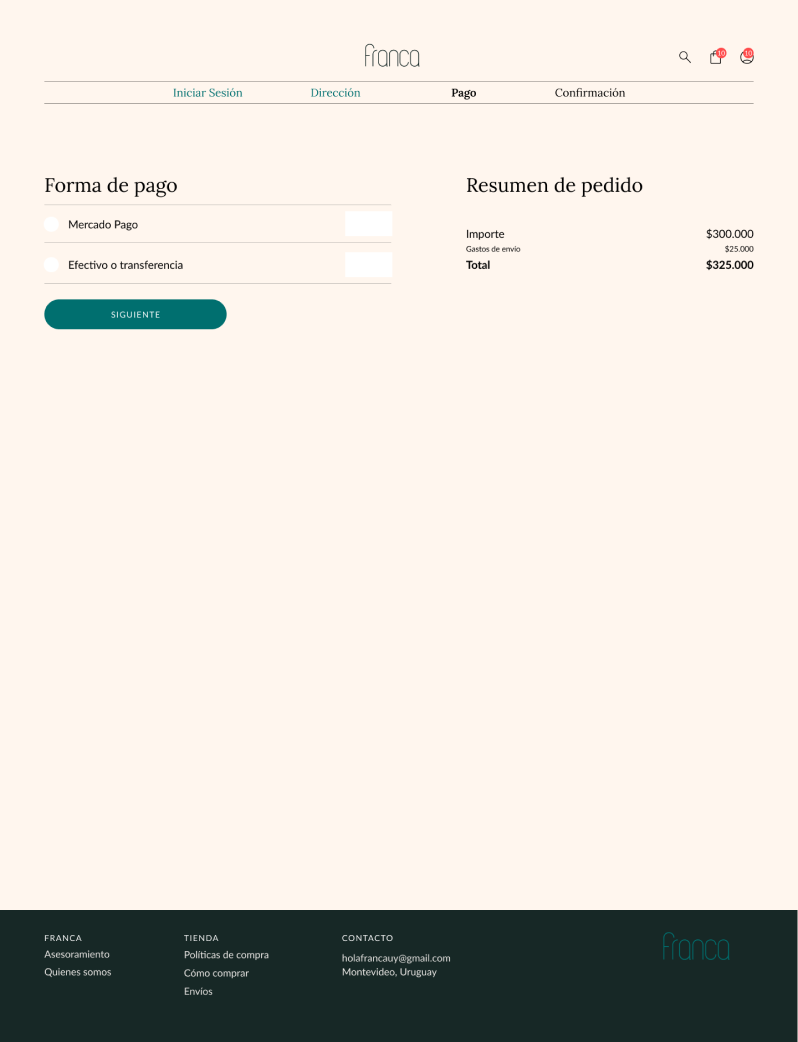 franca
10
10
Iniciar Sesión Dirección Pago Confirmación
Forma de pago
Mercado Pago
Efectivo o transferencia
SIGUIENTE
Resumen de pedido
Importe $300.000
Gastos de envío $25.000
Total $325.000
FRANCA
Asesoramiento
Quienes somos
TIENDA
Políticas de compra
Cómo comprar
Envíos
CONTACTO
holafrancauy@gmail.com
Montevideo, Uruguay
franca